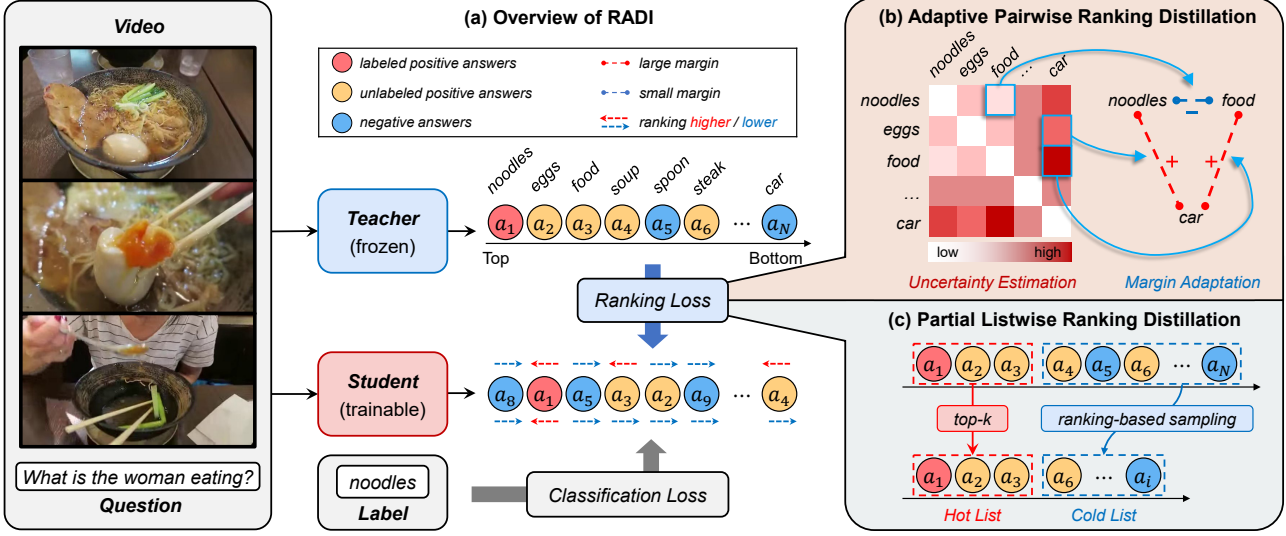 Video
What is the woman eating?
Question
(a) Overview of RADI
labeled positive answers
unlabeled positive answers
negative answers
large margin
small margin
ranking higher / lower
Teacher
(frozen)
noodles eggs food soup spoon steak car
a1 a2 a3 a4 a5 a6 ... aN
Top Bottom
Ranking Loss
Student
(trainable)
a8 a1 a5 a3 a2 a9 ... a4
noodles
Label
Classification Loss
(b) Adaptive Pairwise Ranking Distillation
noodles eggs food ... car
noodles
eggs
food
...
car
low high
Uncertainty Estimation
noodles food
−
+ +
car
Margin Adaptation
(c) Partial Listwise Ranking Distillation
a1 a2 a3 a4 a5 a6 ... aN
top-k ranking-based sampling
a1 a2 a3 a6 ... ai
Hot List Cold List